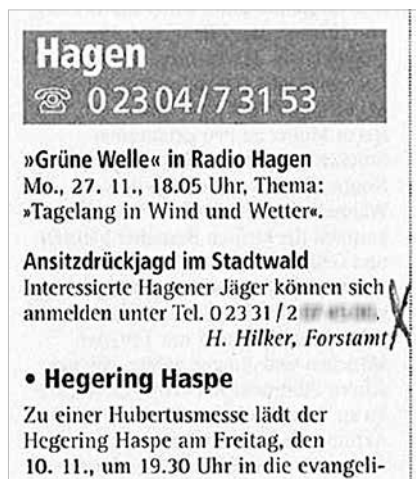 Hagen
☎ 0 23 04 / 7 31 53
»Grüne Welle« in Radio Hagen
Mo., 27. 11., 18.05 Uhr, Thema:
»Tagelang in Wind und Wetter«.
Ansitzdrückjagd im Stadtwald
Interessierte Hagener Jäger können sich
anmelden unter Tel. 0 23 31 / 2
H. Hilker, Forstamt
• Hegering Haspe
Zu einer Hubertusmesse lädt der
Hegering Haspe am Freitag, den
10. 11., um 19.30 Uhr in die evangeli-